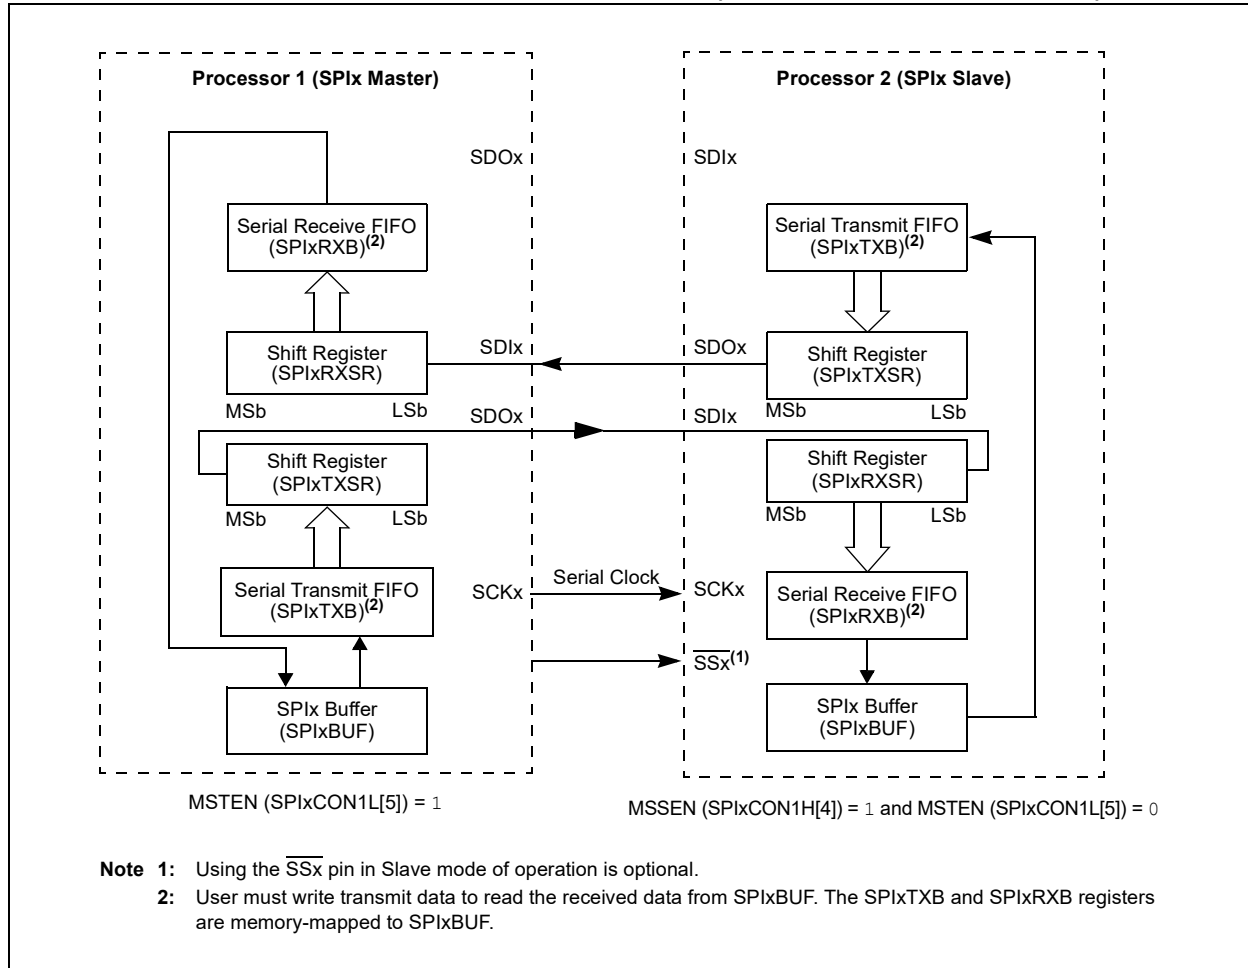 Processor 1 (SPIx Master)
Processor 2 (SPIx Slave)
SDOx
SDIx
Serial Receive FIFO
(SPIxRXB)(2)
Serial Transmit FIFO
(SPIxTXB)(2)
Shift Register
(SPIxRXSR)
SDIx
SDOx
Shift Register
(SPIxTXSR)
MSb
LSb
SDOx
SDIx
MSb
LSb
Shift Register
(SPIxTXSR)
Shift Register
(SPIxRXSR)
MSb
LSb
MSb
LSb
Serial Transmit FIFO
(SPIxTXB)(2)
SCKx
Serial Clock
SCKx
Serial Receive FIFO
(SPIxRXB)(2)
SSx(1)
SPIx Buffer
(SPIxBUF)
SPIx Buffer
(SPIxBUF)
MSTEN (SPIxCON1L[5]) = 1
MSSEN (SPIxCON1H[4]) = 1 and MSTEN (SPIxCON1L[5]) = 0
Note 1: Using the SSx pin in Slave mode of operation is optional.
2: User must write transmit data to read the received data from SPIxBUF. The SPIxTXB and SPIxRXB registers
are memory-mapped to SPIxBUF.